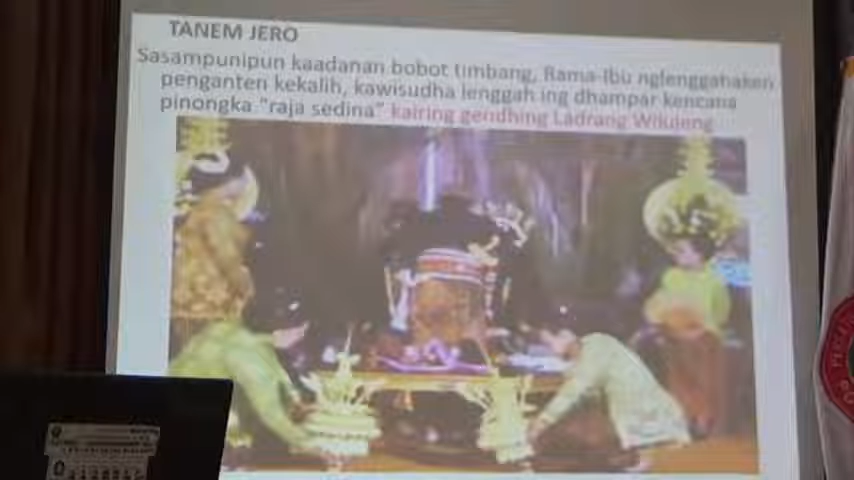 TANEM JERO
Sasampunipun kaadanan bobot timbang, Rama-Ibu nglenggahaken
penganten kekalih, kawisudha lenggah ing dhampar kencana
pinongka "raja sedina" kairing gendhing Ladrang Wikuleng